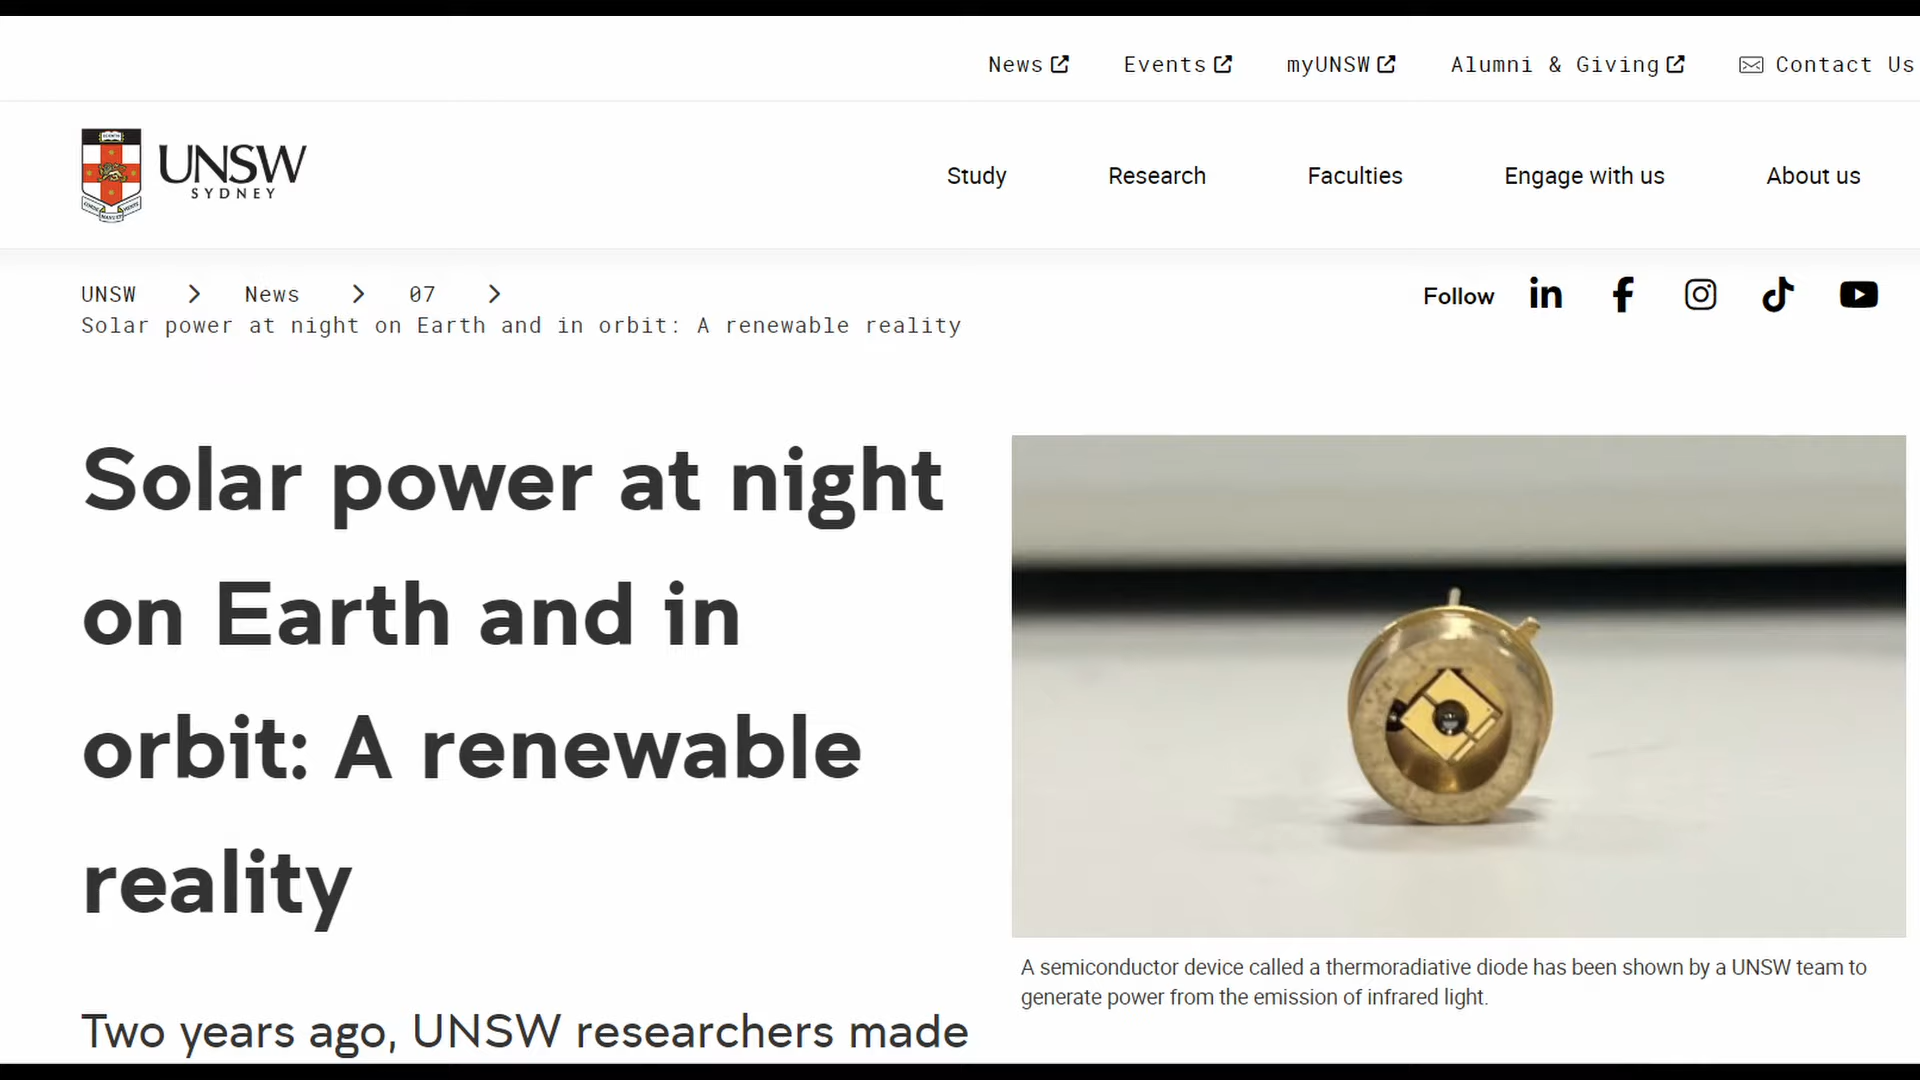 News
Events
myUNSW
Alumni & Giving
Contact Us
UNSW
SYDNEY
Study
Research
Faculties
Engage with us
About us
UNSW
News
07
Solar power at night on Earth and in orbit: A renewable reality
Follow
Solar power at night
on Earth and in
orbit: A renewable
reality
A semiconductor device called a thermoradiative diode has been shown by a UNSW team to
generate power from the emission of infrared light.
Two years ago, UNSW researchers made